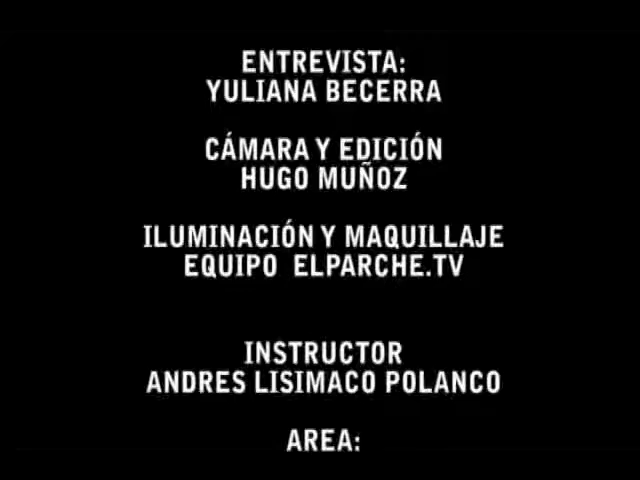 ENTREVISTA:
YULIANA BECERRA
CÁMARA Y EDICIÓN
HUGO MUÑOZ
ILUMINACIÓN Y MAQUILLAJE
EQUIPO ELPARCHE.TV
INSTRUCTOR
ANDRES LISIMACO POLANCO
AREA: